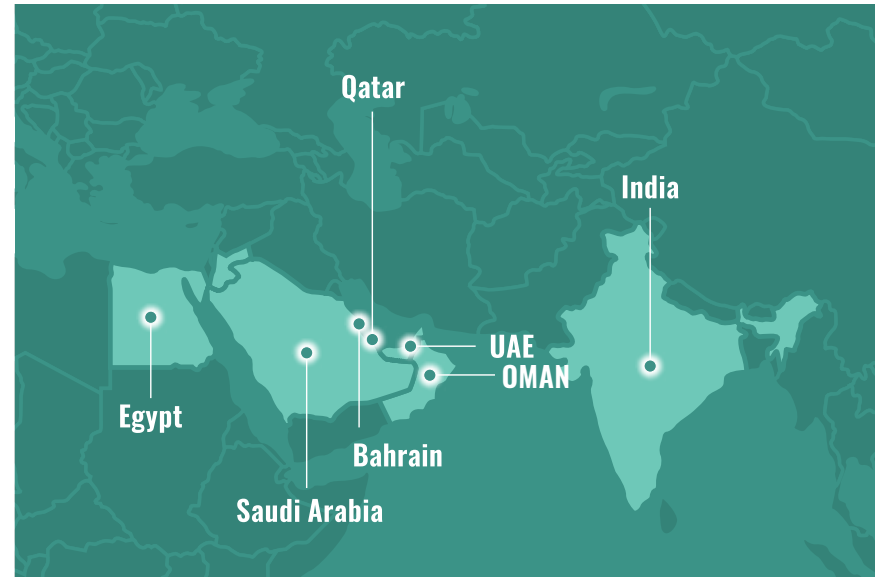 Qatar
India
UAE
OMAN
Egypt
Bahrain
Saudi Arabia